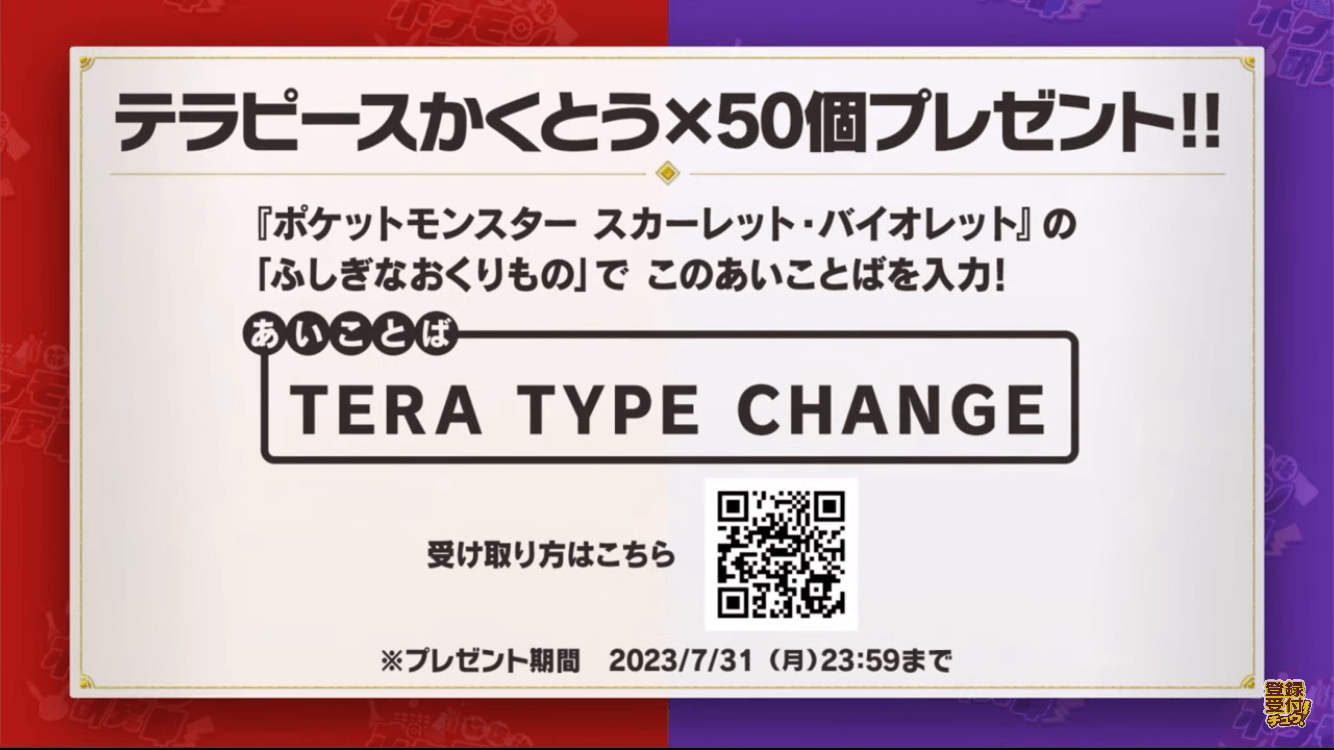 テラピースかくとう×50個プレゼント!!
『ポケットモンスター スカーレット・バイオレット』の
「ふしぎなおくりもの」で このあいことばを入力!
あいことば
TERA TYPE CHANGE
受け取り方はこちら
※プレゼント期間 2023/7/31（月）23:59まで
登録
受付
チュウ!